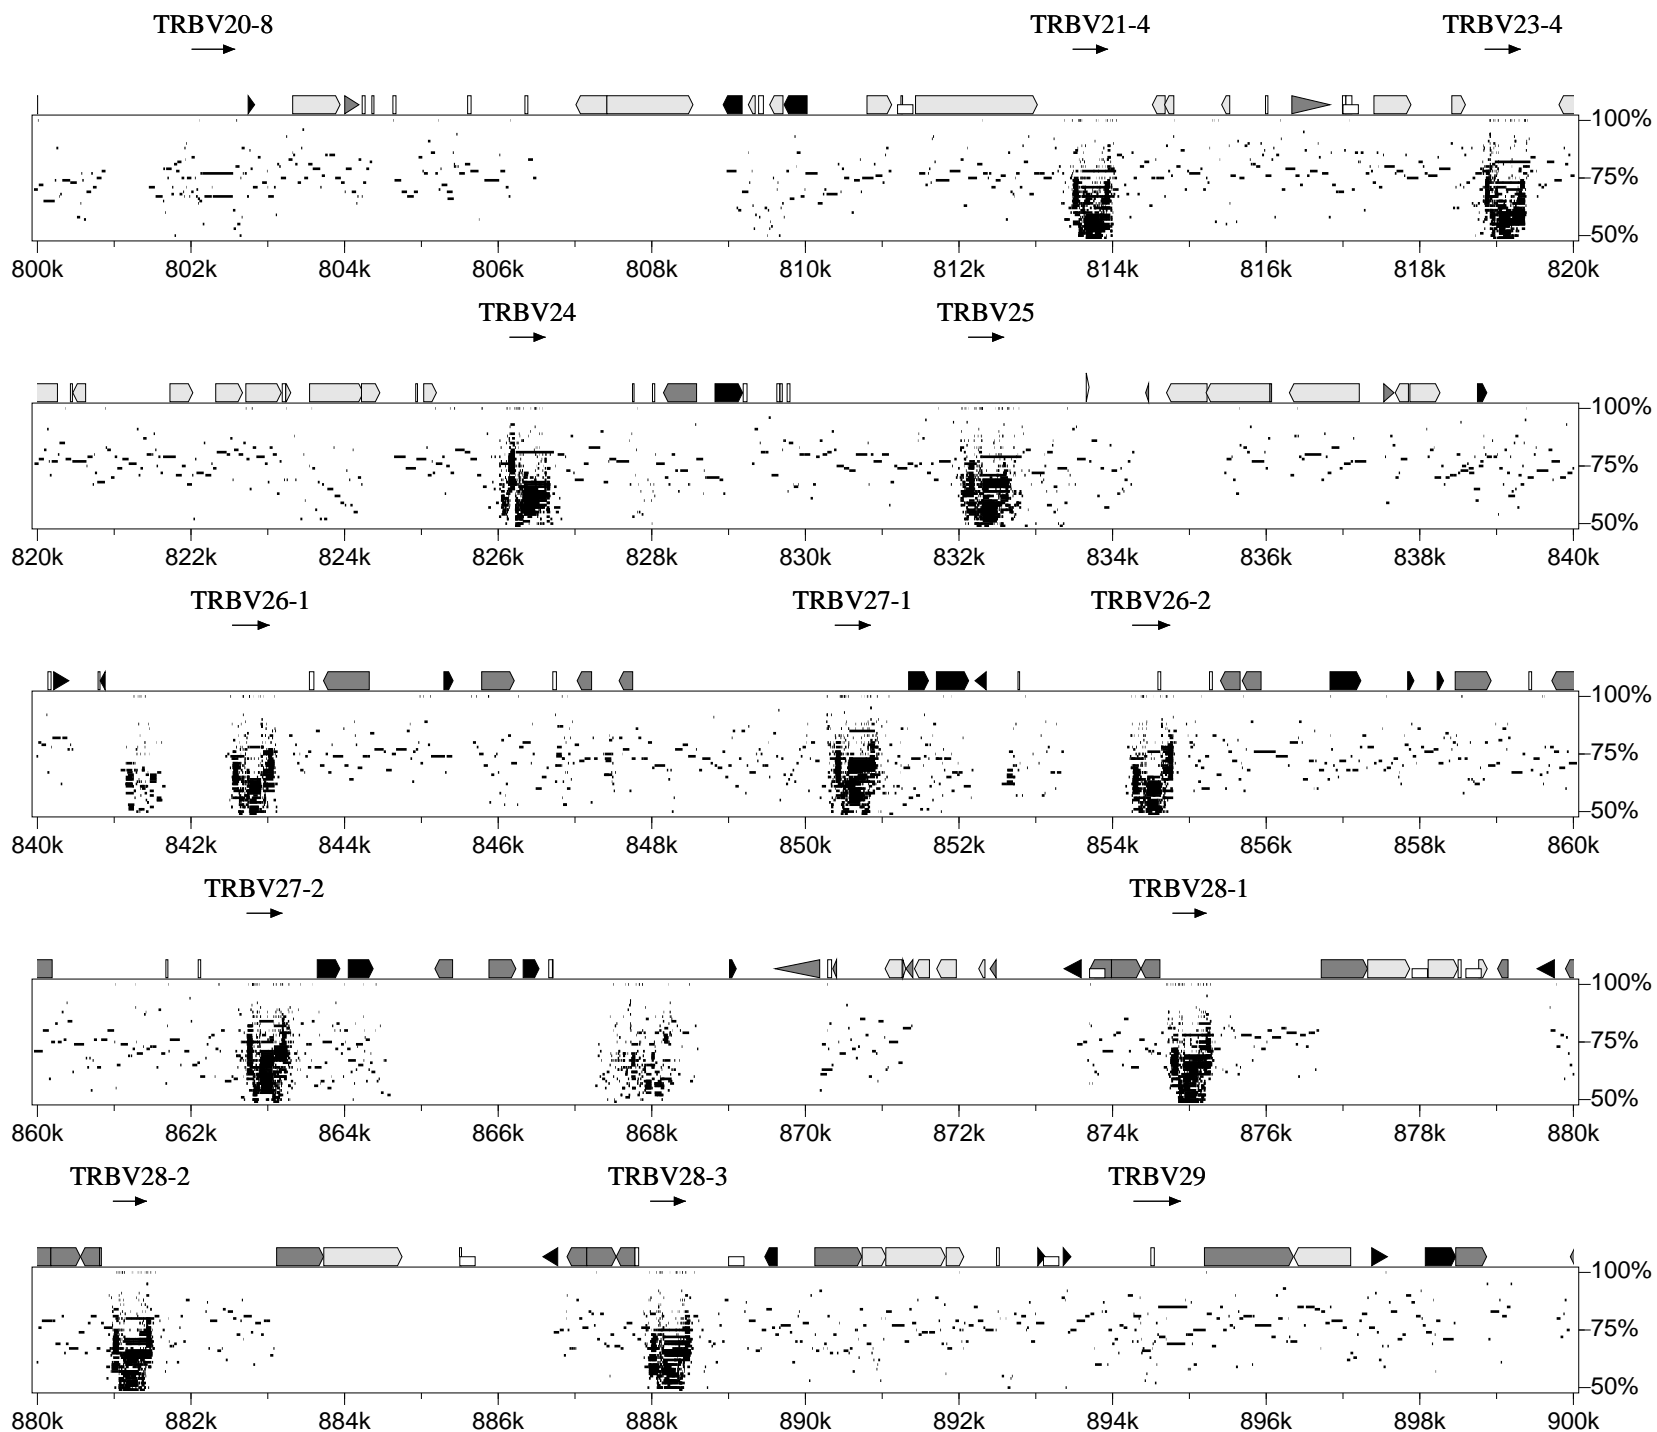 TRBV20-8 TRBV21-4 TRBV23-4
100%
75%
50%
800k 802k 804k 806k 808k 810k 812k 814k 816k 818k 820k
TRBV24 TRBV25
100%
75%
50%
820k 822k 824k 826k 828k 830k 832k 834k 836k 838k 840k
TRBV26-1 TRBV27-1 TRBV26-2
100%
75%
50%
840k 842k 844k 846k 848k 850k 852k 854k 856k 858k 860k
TRBV27-2 TRBV28-1
100%
75%
50%
860k 862k 864k 866k 868k 870k 872k 874k 876k 878k 880k
TRBV28-2 TRBV28-3 TRBV29
100%
75%
50%
880k 882k 884k 886k 888k 890k 892k 894k 896k 898k 900k